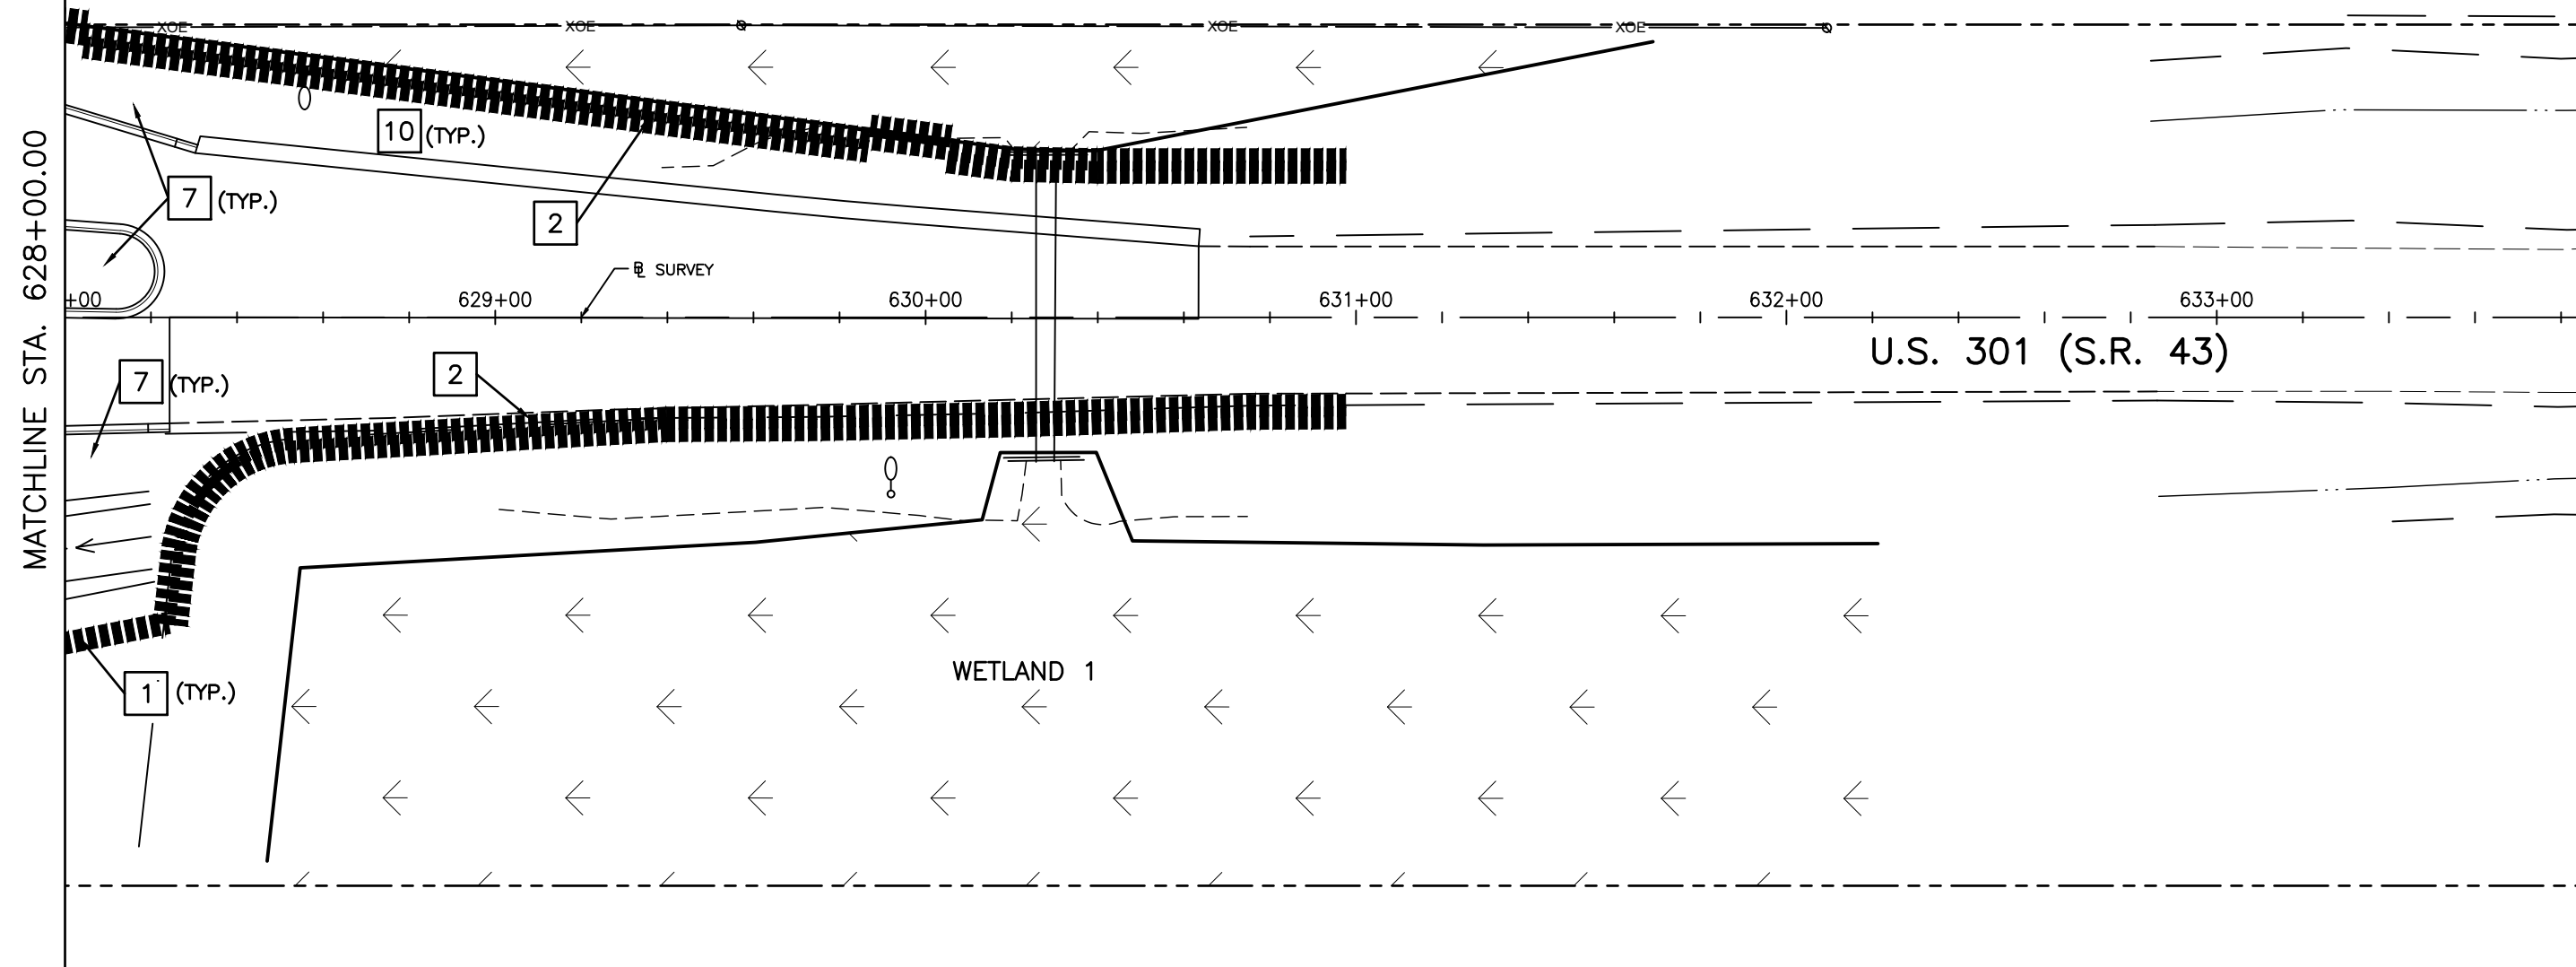 XOE XOE XOE XOE
10 (TYP.)
7 (TYP.)
2
MATCHLINE STA. 628+00.00
℄ SURVEY
+00 629+00 630+00 631+00 632+00 633+00
U.S. 301 (S.R. 43)
2
7 (TYP.)
WETLAND 1
1 (TYP.)